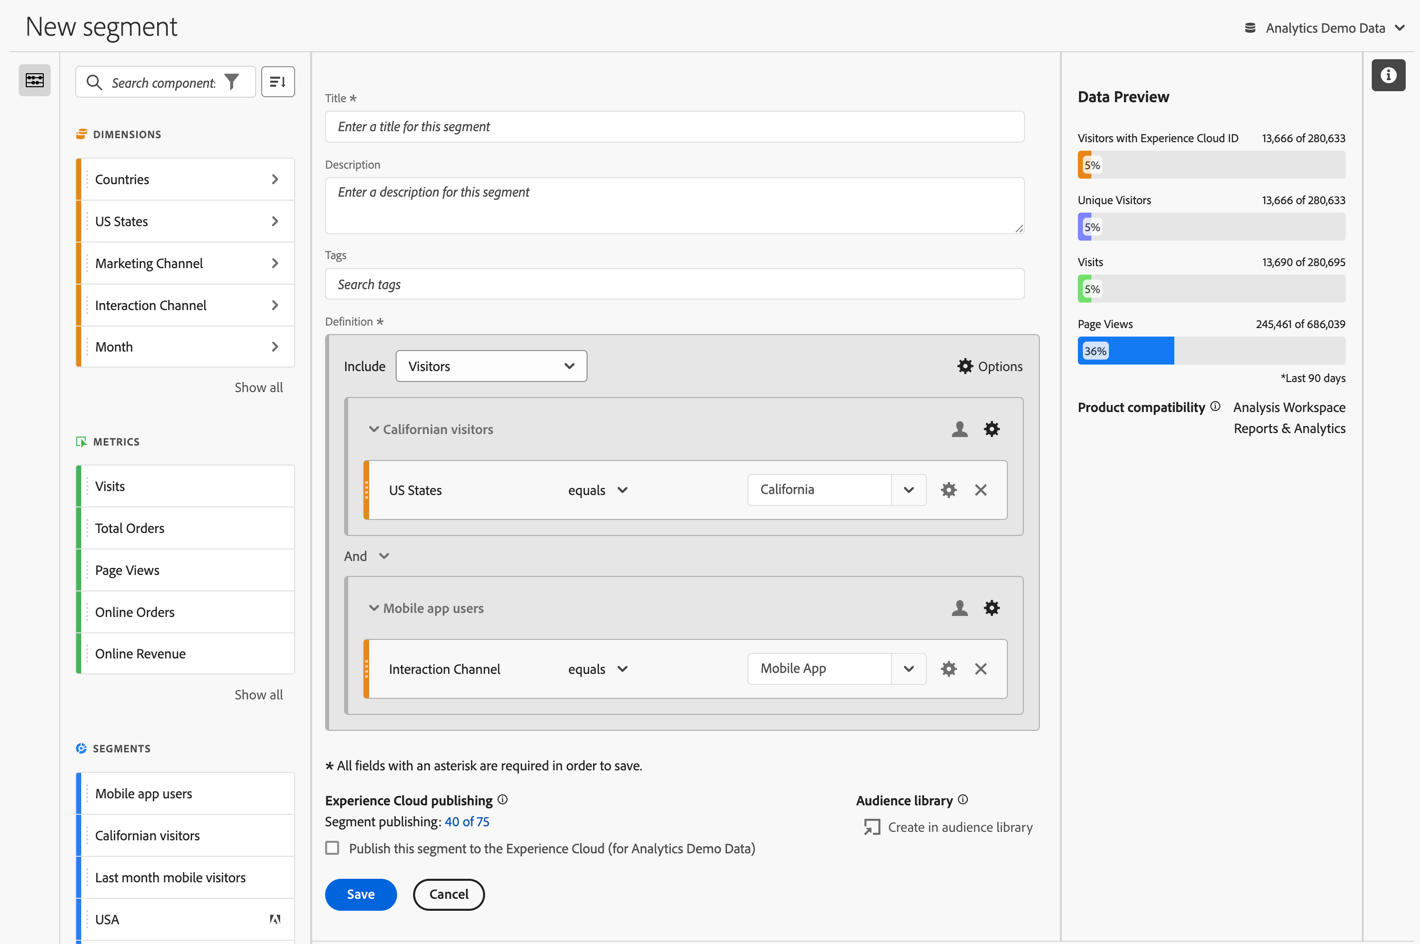 New segment
Analytics Demo Data
Search component
DIMENSIONS
Countries
US States
Marketing Channel
Interaction Channel
Month
Show all
METRICS
Visits
Total Orders
Page Views
Online Orders
Online Revenue
Show all
SEGMENTS
Mobile app users
Californian visitors
Last month mobile visitors
USA
Title *
Enter a title for this segment
Description
Enter a description for this segment
Tags
Search tags
Definition *
Include Visitors Options
Californian visitors
US States equals California
And
Mobile app users
Interaction Channel equals Mobile App
* All fields with an asterisk are required in order to save.
Experience Cloud publishing
Segment publishing: 40 of 75
Publish this segment to the Experience Cloud (for Analytics Demo Data)
Audience library
Create in audience library
Save
Cancel
Data Preview
Visitors with Experience Cloud ID 13,666 of 280,633
5%
Unique Visitors 13,666 of 280,633
5%
Visits 13,690 of 280,695
5%
Page Views 245,461 of 686,039
36%
*Last 90 days
Product compatibility Analysis Workspace
Reports & Analytics